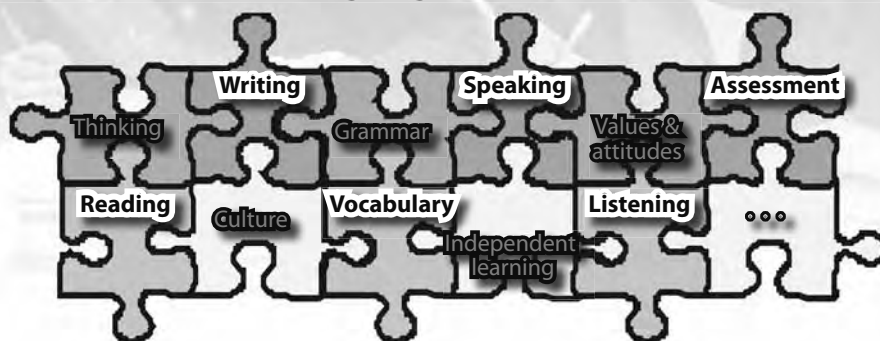 Writing
Speaking
Assessment
Thinking
Grammar
Values &
attitudes
Reading
Culture
Vocabulary
Independent
learning
Listening
...